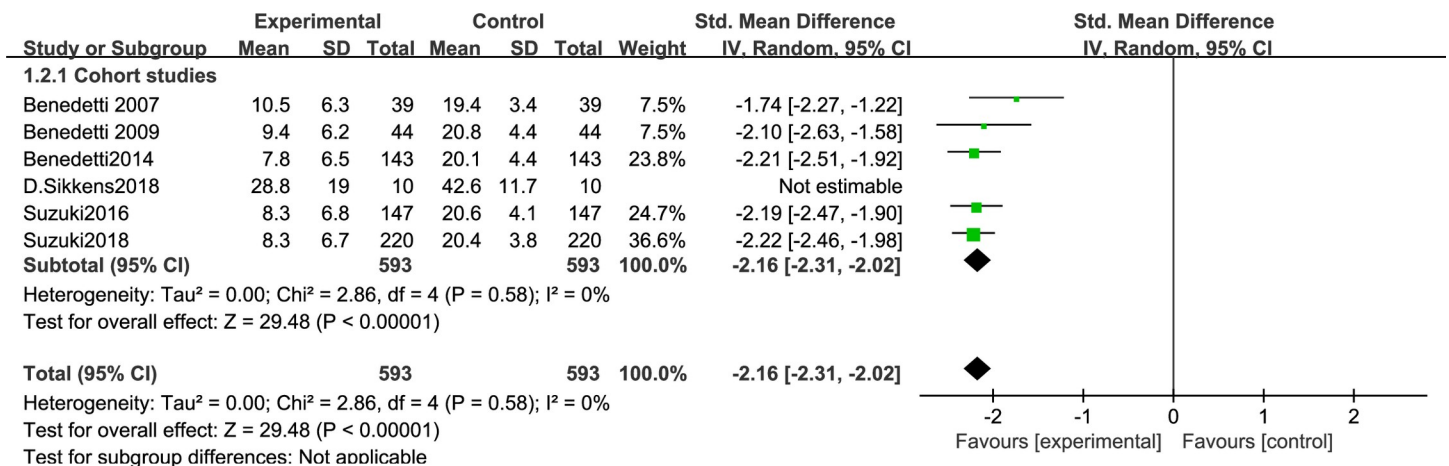 Experimental Control Std. Mean Difference Std. Mean Difference
Study or Subgroup Mean SD Total Mean SD Total Weight IV, Random, 95% CI IV, Random, 95% CI
1.2.1 Cohort studies
Benedetti 2007 10.5 6.3 39 19.4 3.4 39 7.5% -1.74 [-2.27, -1.22]
Benedetti 2009 9.4 6.2 44 20.8 4.4 44 7.5% -2.10 [-2.63, -1.58]
Benedetti2014 7.8 6.5 143 20.1 4.4 143 23.8% -2.21 [-2.51, -1.92]
D.Sikkens2018 28.8 19 10 42.6 11.7 10 Not estimable
Suzuki2016 8.3 6.8 147 20.6 4.1 147 24.7% -2.19 [-2.47, -1.90]
Suzuki2018 8.3 6.7 220 20.4 3.8 220 36.6% -2.22 [-2.46, -1.98]
Subtotal (95% CI) 593 593 100.0% -2.16 [-2.31, -2.02]
Heterogeneity: Tau² = 0.00; Chi² = 2.86, df = 4 (P = 0.58); I² = 0%
Test for overall effect: Z = 29.48 (P < 0.00001)
Total (95% CI) 593 593 100.0% -2.16 [-2.31, -2.02]
Heterogeneity: Tau² = 0.00; Chi² = 2.86, df = 4 (P = 0.58); I² = 0%
Test for overall effect: Z = 29.48 (P < 0.00001)
Test for subgroup differences: Not applicable
-2 -1 0 1 2
Favours [experimental] Favours [control]